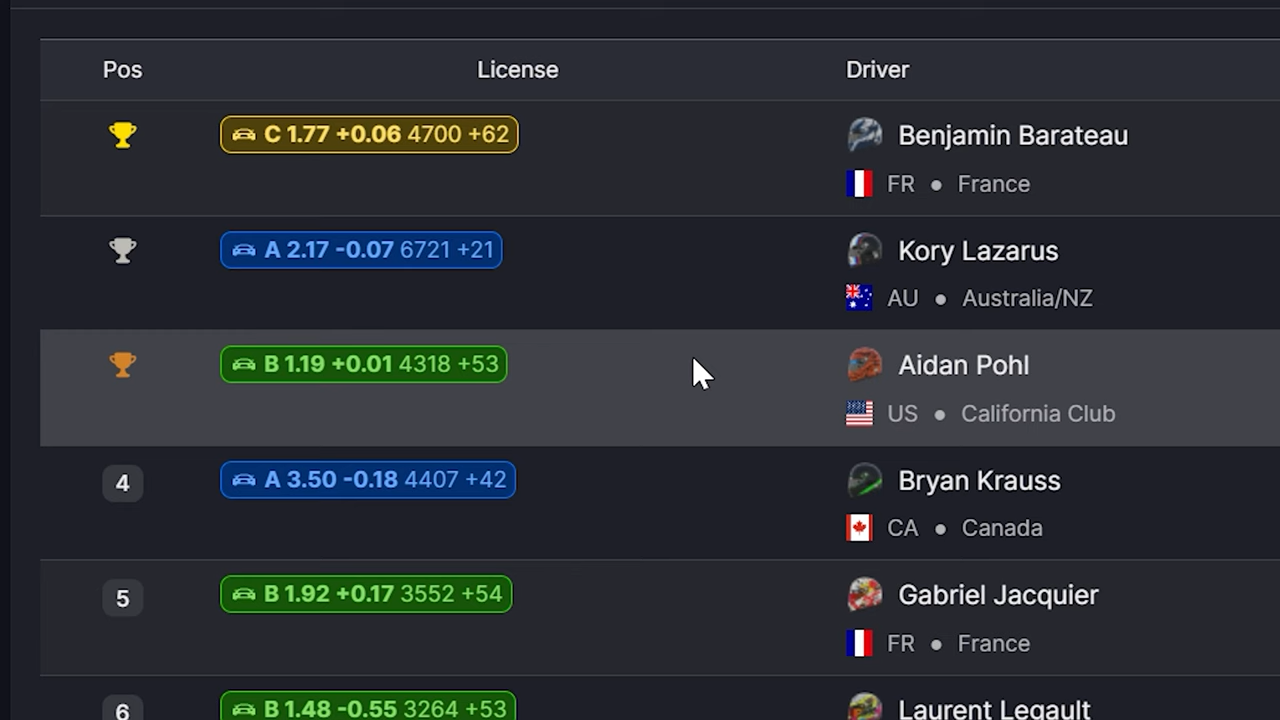 Pos License Driver
C 1.77 +0.06 4700 +62 Benjamin Barateau
FR • France
A 2.17 -0.07 6721 +21 Kory Lazarus
AU • Australia/NZ
B 1.19 +0.01 4318 +53 Aidan Pohl
US • California Club
4 A 3.50 -0.18 4407 +42 Bryan Krauss
CA • Canada
5 B 1.92 +0.17 3552 +54 Gabriel Jacquier
FR • France
6 B 1.48 -0.55 3264 +53 Laurent Legault